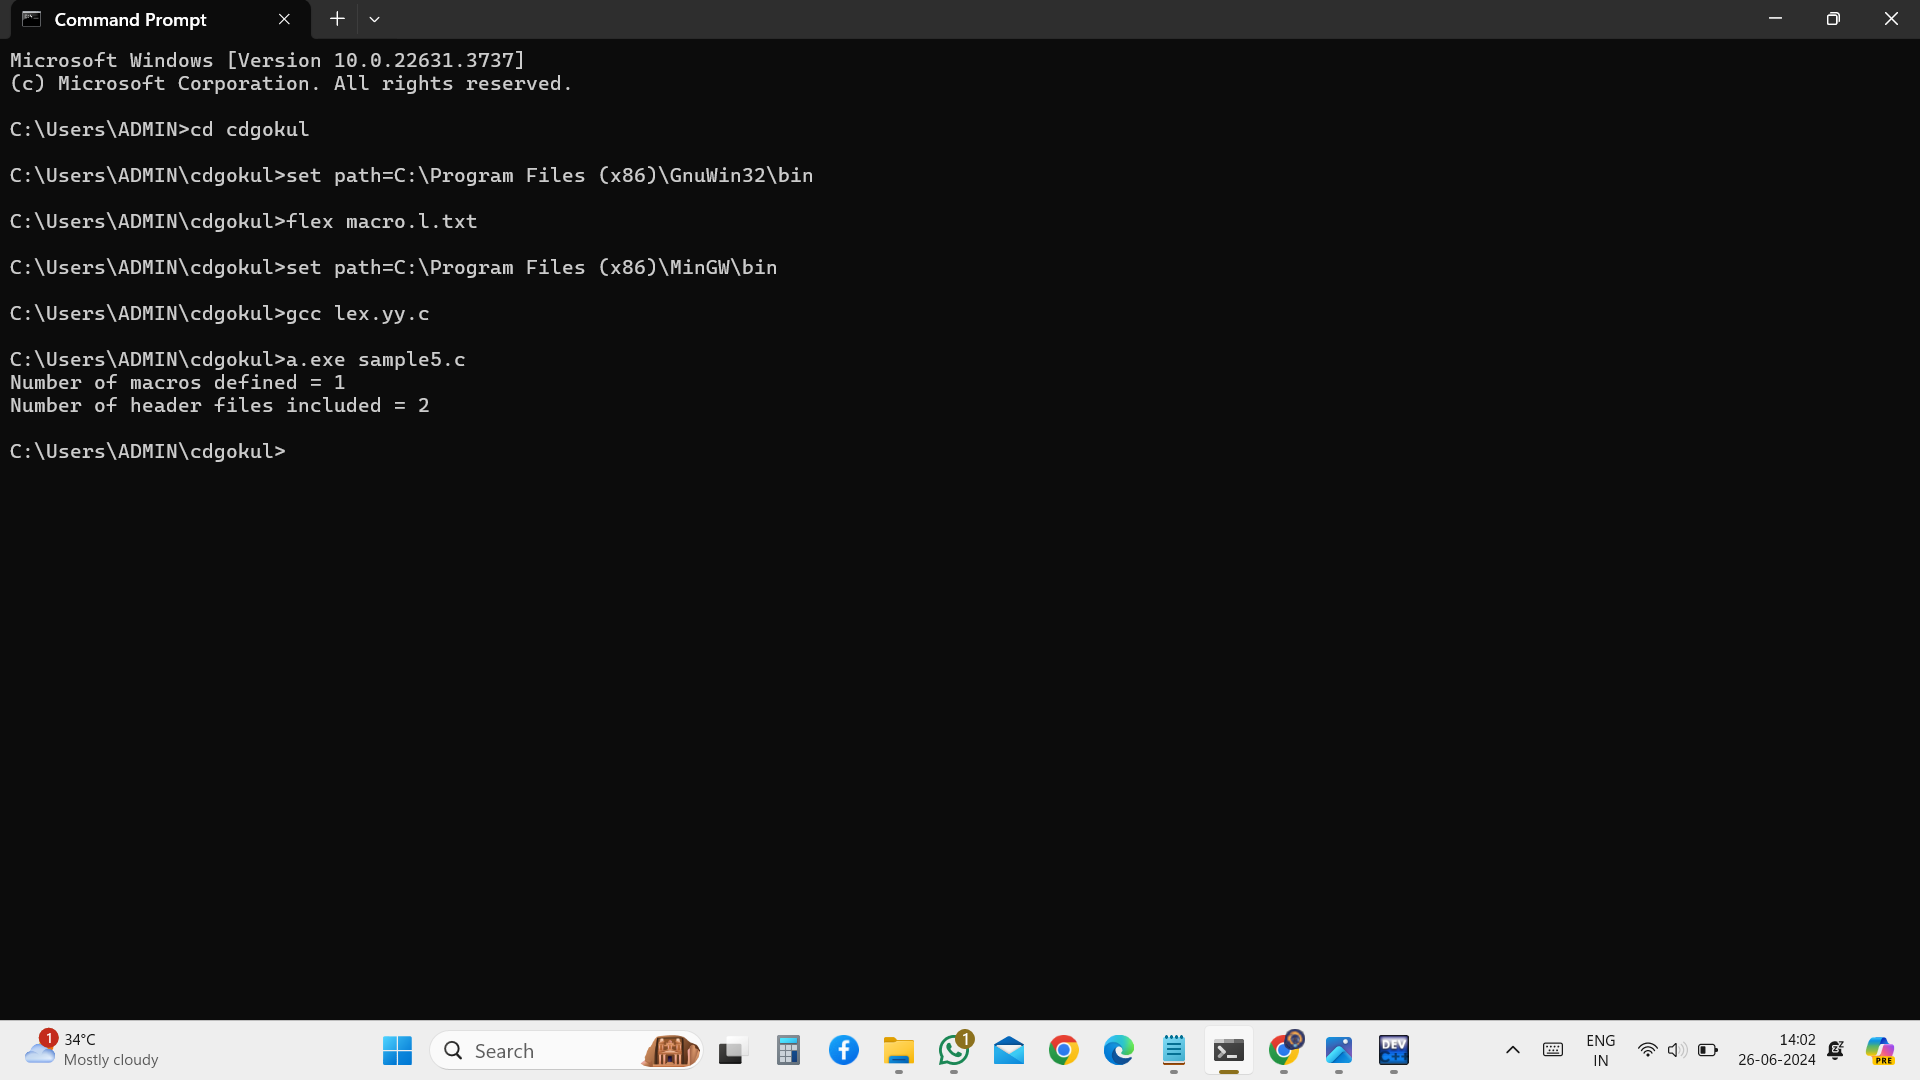 Command Prompt
Microsoft Windows [Version 10.0.22631.3737]
(c) Microsoft Corporation. All rights reserved.
C:\Users\ADMIN>cd cdgokul
C:\Users\ADMIN\cdgokul>set path=C:\Program Files (x86)\GnuWin32\bin
C:\Users\ADMIN\cdgokul>flex macro.l.txt
C:\Users\ADMIN\cdgokul>set path=C:\Program Files (x86)\MinGW\bin
C:\Users\ADMIN\cdgokul>gcc lex.yy.c
C:\Users\ADMIN\cdgokul>a.exe sample5.c
Number of macros defined = 1
Number of header files included = 2
C:\Users\ADMIN\cdgokul>
1
34°C
Mostly cloudy
Search
1
DEV
C++
ENG
IN
14:02
26-06-2024
PRE